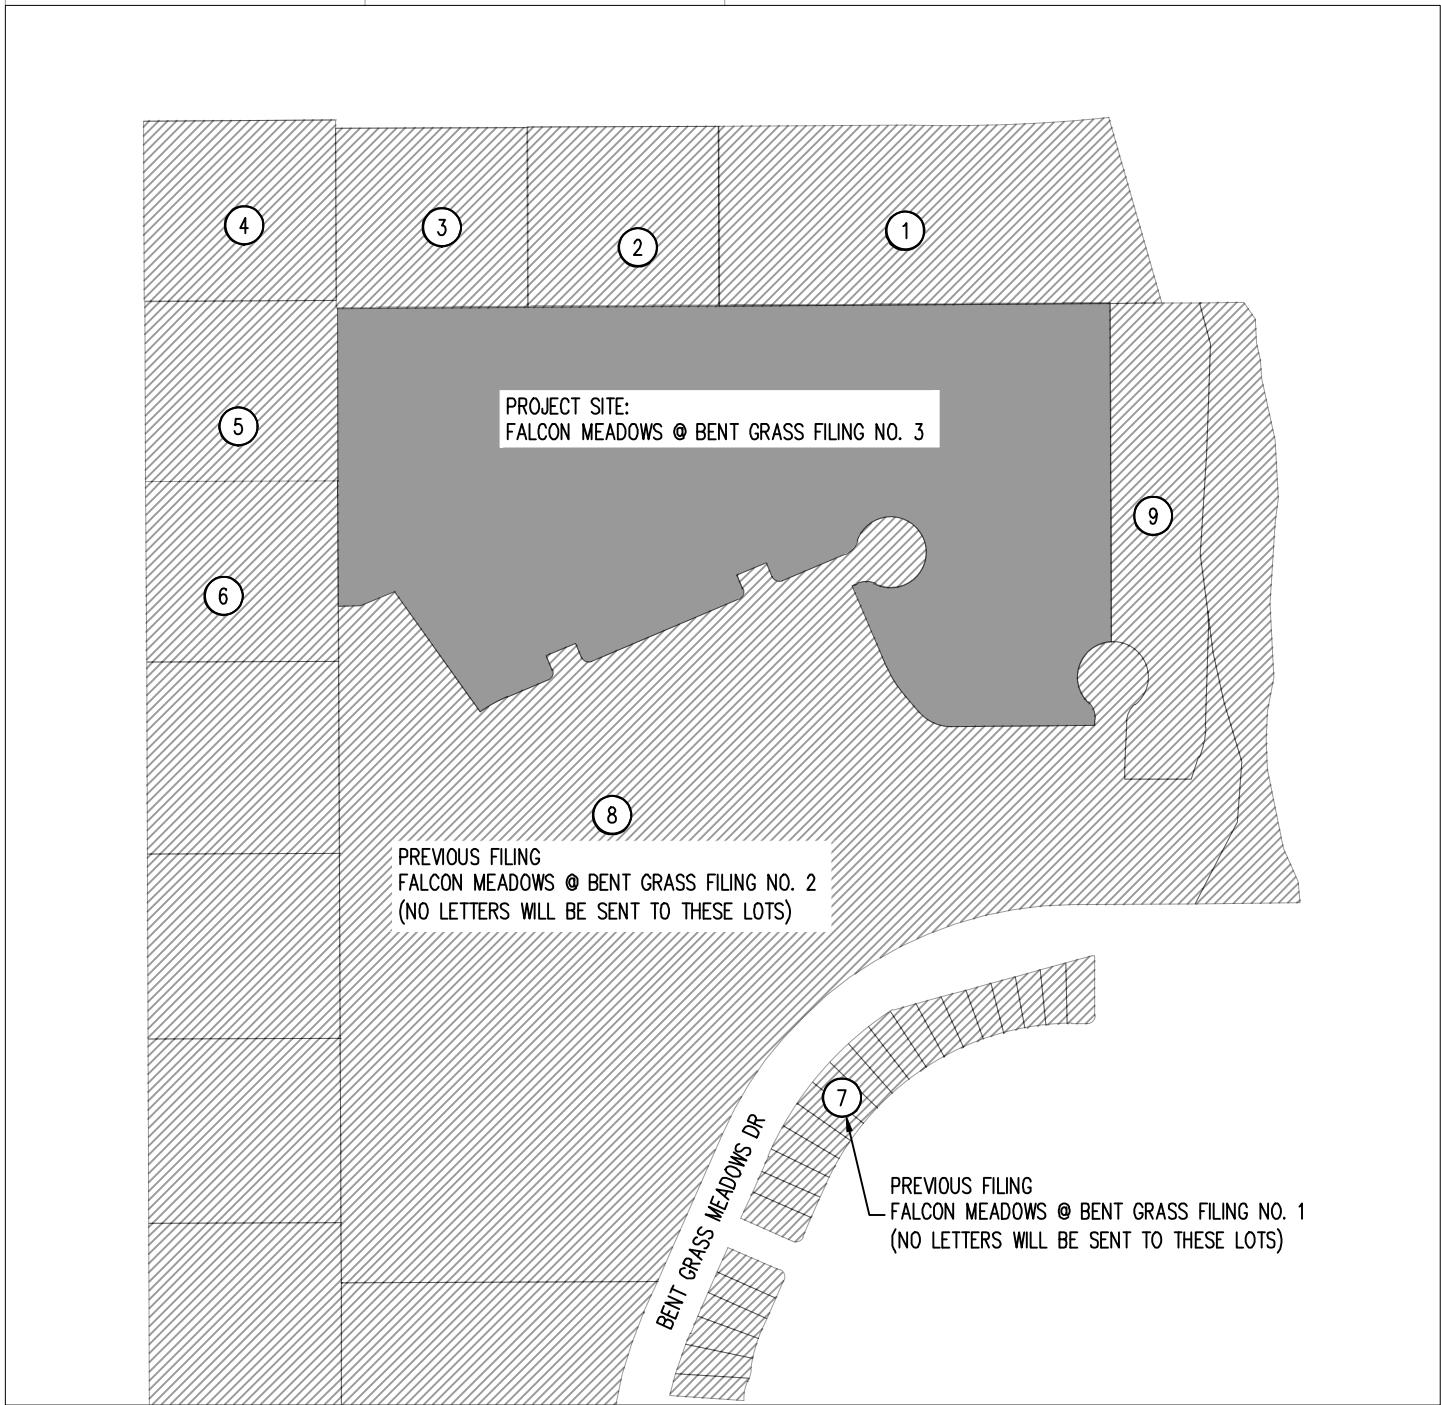 4
3
2
1
PROJECT SITE:
FALCON MEADOWS @ BENT GRASS FILING NO. 3
5
9
6
8
PREVIOUS FILING
FALCON MEADOWS @ BENT GRASS FILING NO. 2
(NO LETTERS WILL BE SENT TO THESE LOTS)
7
BENT GRASS MEADOWS DR
PREVIOUS FILING
FALCON MEADOWS @ BENT GRASS FILING NO. 1
(NO LETTERS WILL BE SENT TO THESE LOTS)